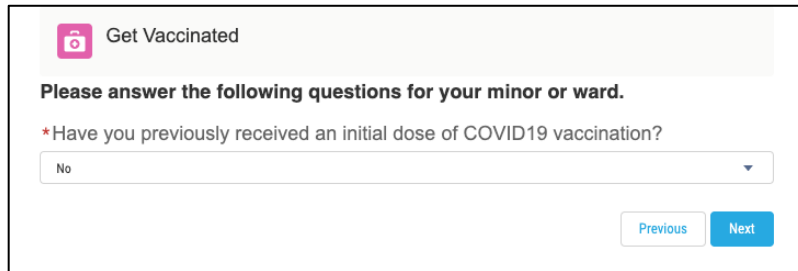 Get Vaccinated
Please answer the following questions for your minor or ward.
*Have you previously received an initial dose of COVID19 vaccination?
No
Previous Next